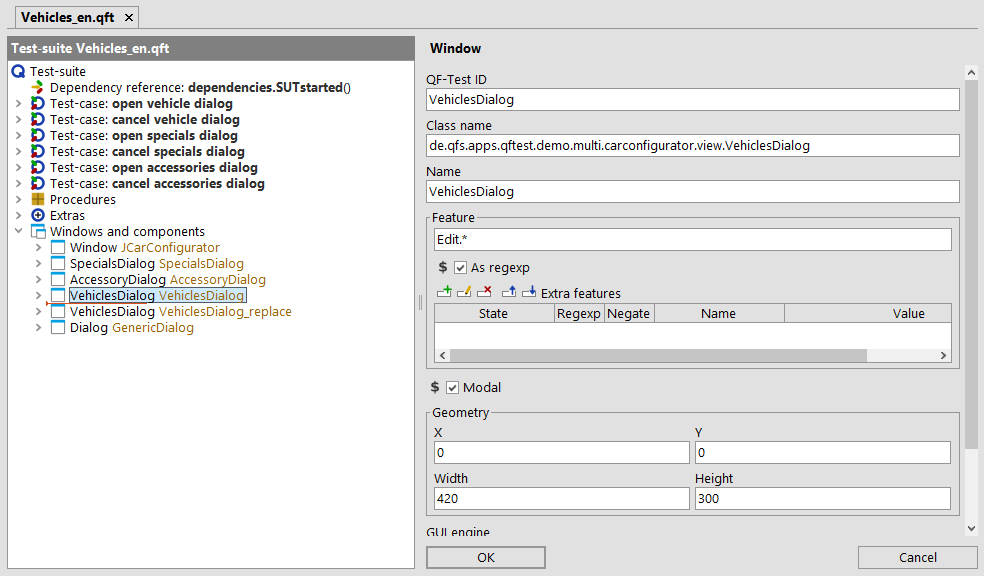 Vehicles_en.qft ×
Test-suite Vehicles_en.qft
Test-suite
Dependency reference: dependencies.SUTstarted()
Test-case: open vehicle dialog
Test-case: cancel vehicle dialog
Test-case: open specials dialog
Test-case: cancel specials dialog
Test-case: open accessories dialog
Test-case: cancel accessories dialog
Procedures
Extras
Windows and components
Window JCarConfigurator
SpecialsDialog SpecialsDialog
AccessoryDialog AccessoryDialog
VehiclesDialog VehiclesDialog
VehiclesDialog VehiclesDialog_replace
Dialog GenericDialog
Window
QF-Test ID
VehiclesDialog
Class name
de.qfs.apps.qftest.demo.multi.carconfigurator.view.VehiclesDialog
Name
VehiclesDialog
Feature
Edit.*
$ As regexp
Extra features
State Regexp Negate Name Value
$ Modal
Geometry
X Y
0 0
Width Height
420 300
GUI engine
OK Cancel